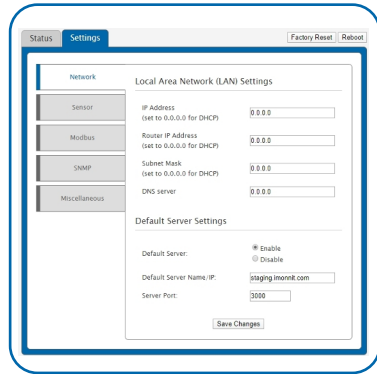 Status Settings Factory Reset Reboot
Network
Sensor
Modbus
SNMP
Miscellaneous
Local Area Network (LAN) Settings
IP Address
(set to 0.0.0.0 for DHCP)
0.0.0.0
Router IP Address
(set to 0.0.0.0 for DHCP)
0.0.0.0
Subnet Mask
(set to 0.0.0.0 for DHCP)
0.0.0.0
DNS server
0.0.0.0
Default Server Settings
Default Server:
Enable
Disable
Default Server Name/IP: staging.imonnit.com
Server Port: 3000
Save Changes